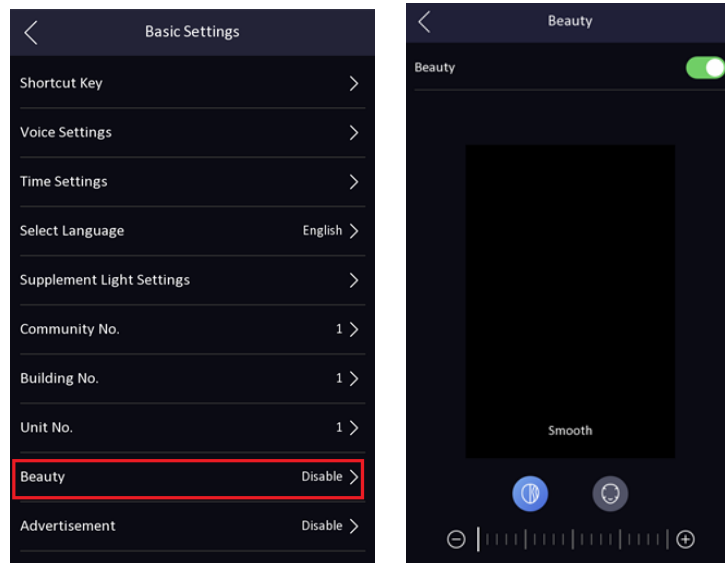 Basic Settings
Shortcut Key
Voice Settings
Time Settings
Select Language English
Supplement Light Settings
Community No. 1
Building No. 1
Unit No. 1
Beauty Disable
Advertisement Disable
Beauty
Beauty
Smooth